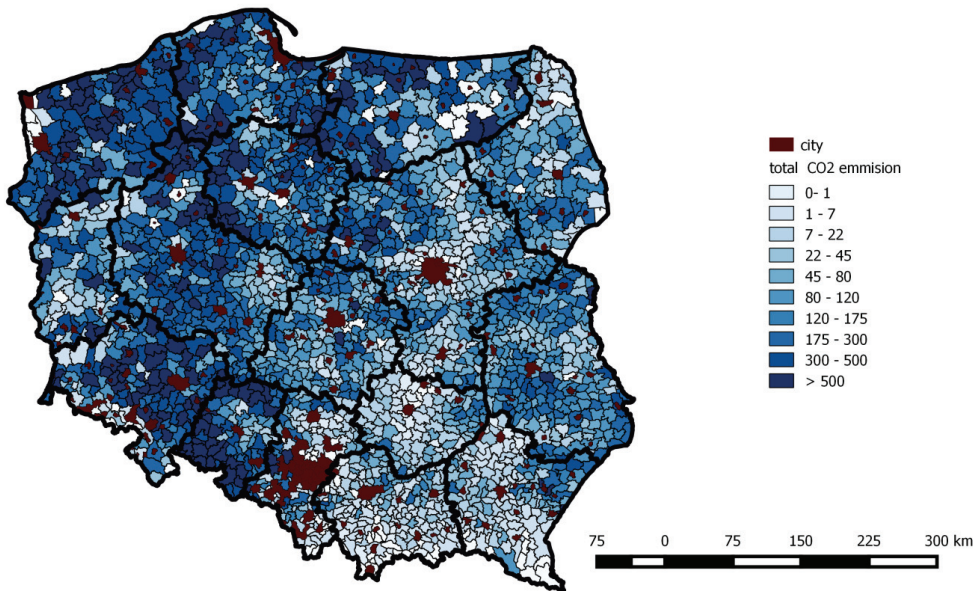 city
total CO2 emmision
0- 1
1 - 7
7 - 22
22 - 45
45 - 80
80 - 120
120 - 175
175 - 300
300 - 500
> 500
75 0 75 150 225 300 km